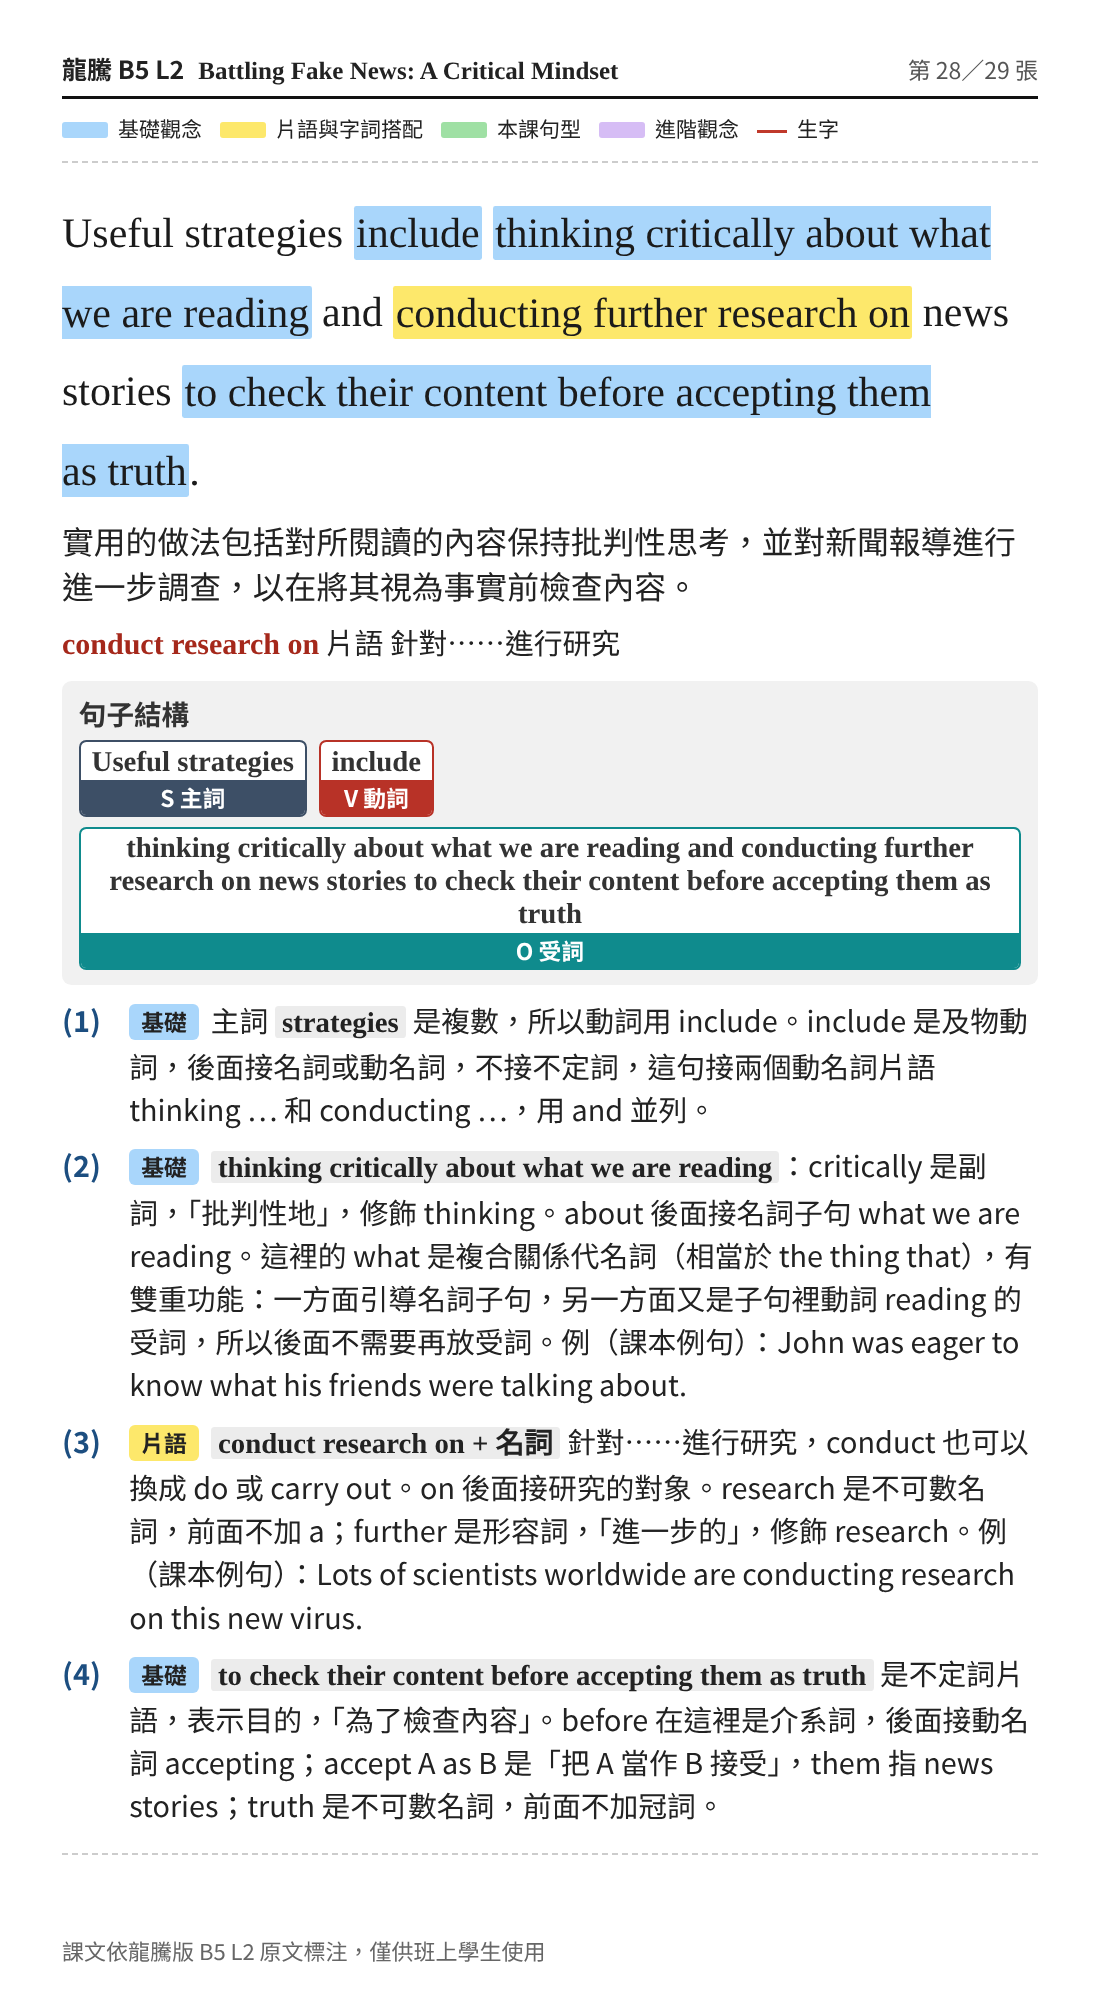 龍騰 B5 L2 Battling Fake News: A Critical Mindset 第 28／29 張
基礎觀念 片語與字詞搭配 本課句型 進階觀念 生字
Useful strategies include thinking critically about what
we are reading and conducting further research on news
stories to check their content before accepting them
as truth.
實用的做法包括對所閱讀的內容保持批判性思考，並對新聞報導進行
進一步調查，以在將其視為事實前檢查內容。
conduct research on 片語 針對……進行研究
句子結構
Useful strategies include
S 主詞 V 動詞
thinking critically about what we are reading and conducting further
research on news stories to check their content before accepting them as
truth
O 受詞
(1) 基礎 主詞 strategies 是複數，所以動詞用 include。include 是及物動
詞，後面接名詞或動名詞，不接不定詞，這句接兩個動名詞片語
thinking … 和 conducting …，用 and 並列。
(2) 基礎 thinking critically about what we are reading：critically 是副
詞，「批判性地」，修飾 thinking。about 後面接名詞子句 what we are
reading。這裡的 what 是複合關係代名詞（相當於 the thing that），有
雙重功能：一方面引導名詞子句，另一方面又是子句裡動詞 reading 的
受詞，所以後面不需要再放受詞。例（課本例句）：John was eager to
know what his friends were talking about.
(3) 片語 conduct research on + 名詞 針對……進行研究，conduct 也可以
換成 do 或 carry out。on 後面接研究的對象。research 是不可數名
詞，前面不加 a；further 是形容詞，「進一步的」，修飾 research。例
（課本例句）：Lots of scientists worldwide are conducting research
on this new virus.
(4) 基礎 to check their content before accepting them as truth 是不定詞片
語，表示目的，「為了檢查內容」。before 在這裡是介系詞，後面接動名
詞 accepting；accept A as B 是「把 A 當作 B 接受」，them 指 news
stories；truth 是不可數名詞，前面不加冠詞。
課文依龍騰版 B5 L2 原文標注，僅供班上學生使用